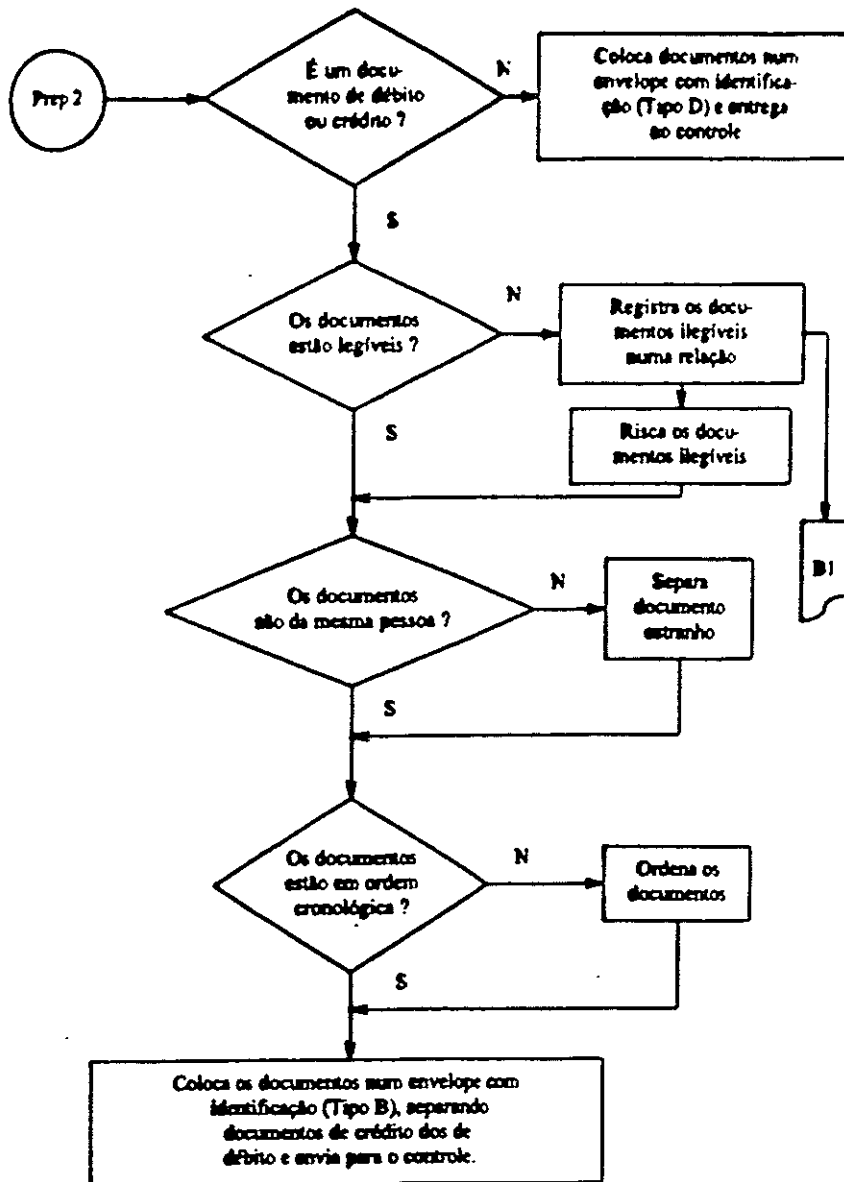 Prep 2
É um docu-
mento de débito
ou crédito ?
N
Coloca documentos num
envelope com identifica-
ção (Tipo D) e entrega
ao controle
S
Os documentos
estão legíveis ?
N
Registra os docu-
mentos ilegíveis
numa relação
S
Risca os docu-
mentos ilegíveis
B1
Os documentos
são da mesma pessoa ?
N
Separa
documento
estranho
S
Os documentos
estão em ordem
cronológica ?
N
Ordena os
documentos
S
Coloca os documentos num envelope com
identificação (Tipo B), separando
documentos de crédito dos de
débito e envia para o controle.